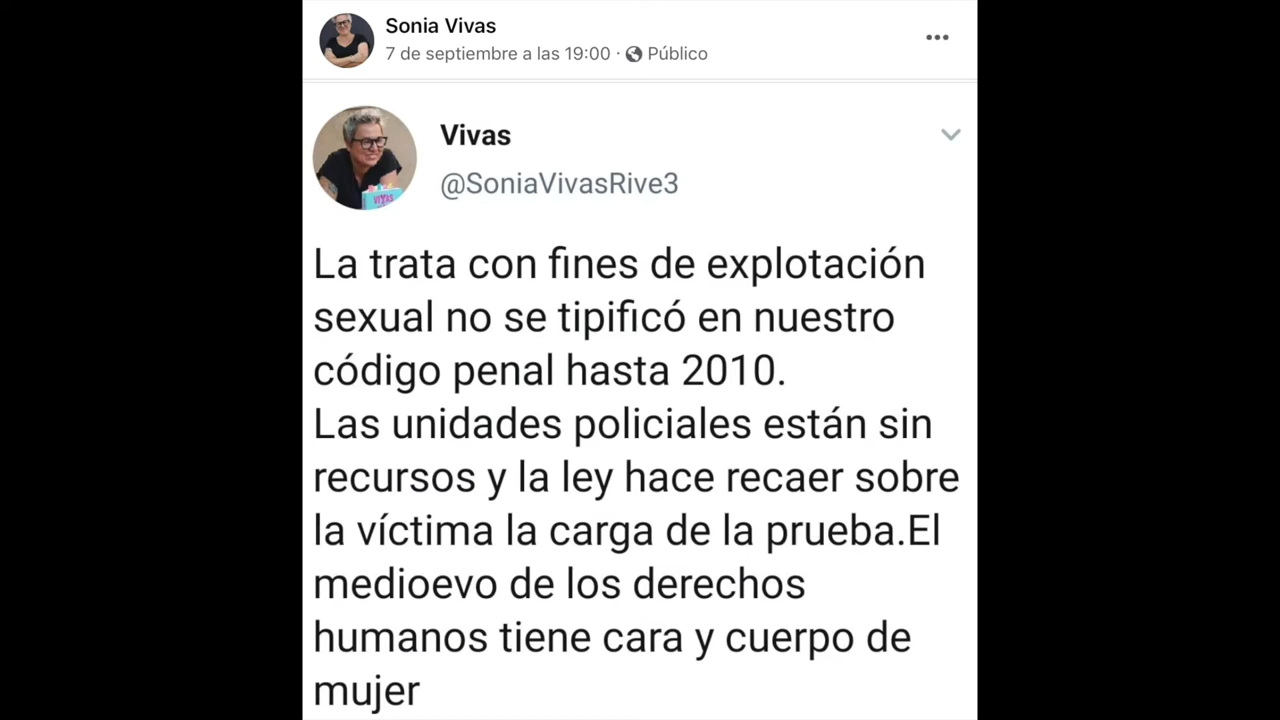 Sonia Vivas
7 de septiembre a las 19:00 · Público
Vivas
@SoniaVivasRive3
VIVAS
La trata con fines de explotación
sexual no se tipificó en nuestro
código penal hasta 2010.
Las unidades policiales están sin
recursos y la ley hace recaer sobre
la víctima la carga de la prueba.El
medioevo de los derechos
humanos tiene cara y cuerpo de
mujer